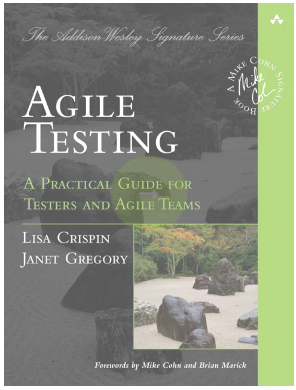 The Addison Wesley Signature Series
A MIKE COHN SIGNATURE BOOK
Mike Cohn
AGILE
TESTING
A PRACTICAL GUIDE FOR
TESTERS AND AGILE TEAMS
LISA CRISPIN
JANET GREGORY
Forewords by Mike Cohn and Brian Marick